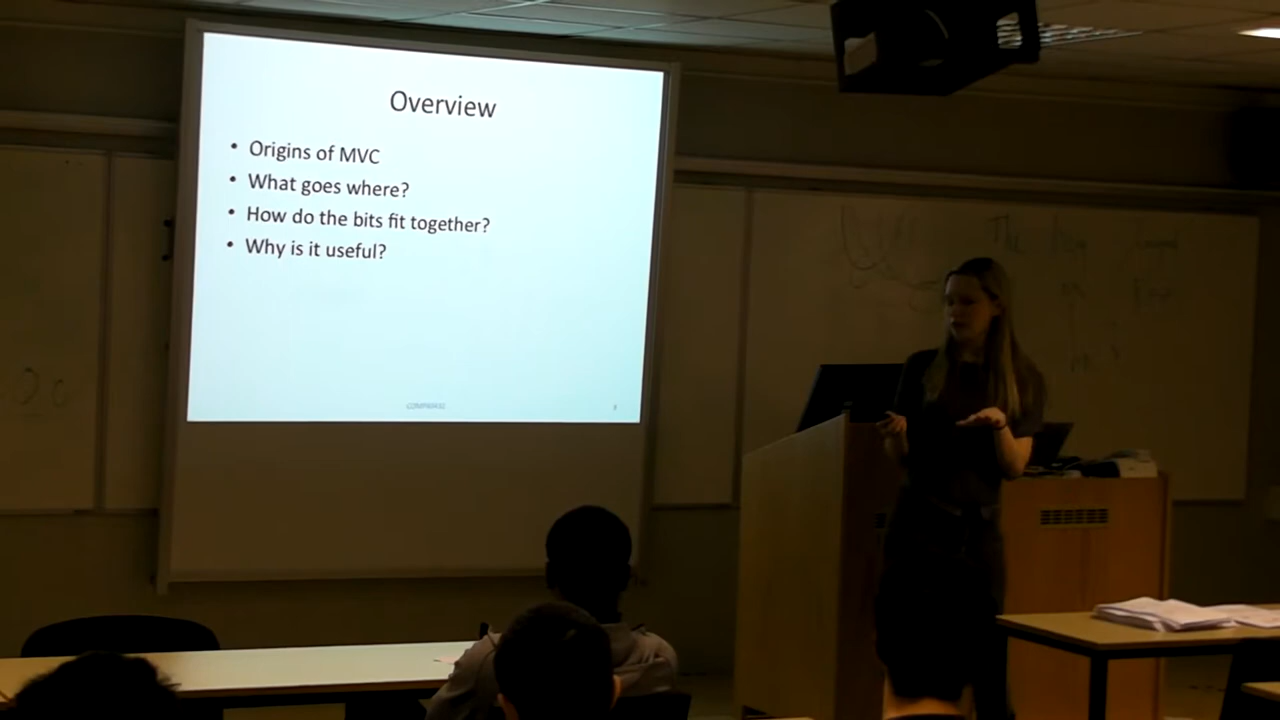 Overview
• Origins of MVC
• What goes where?
• How do the bits fit together?
• Why is it useful?